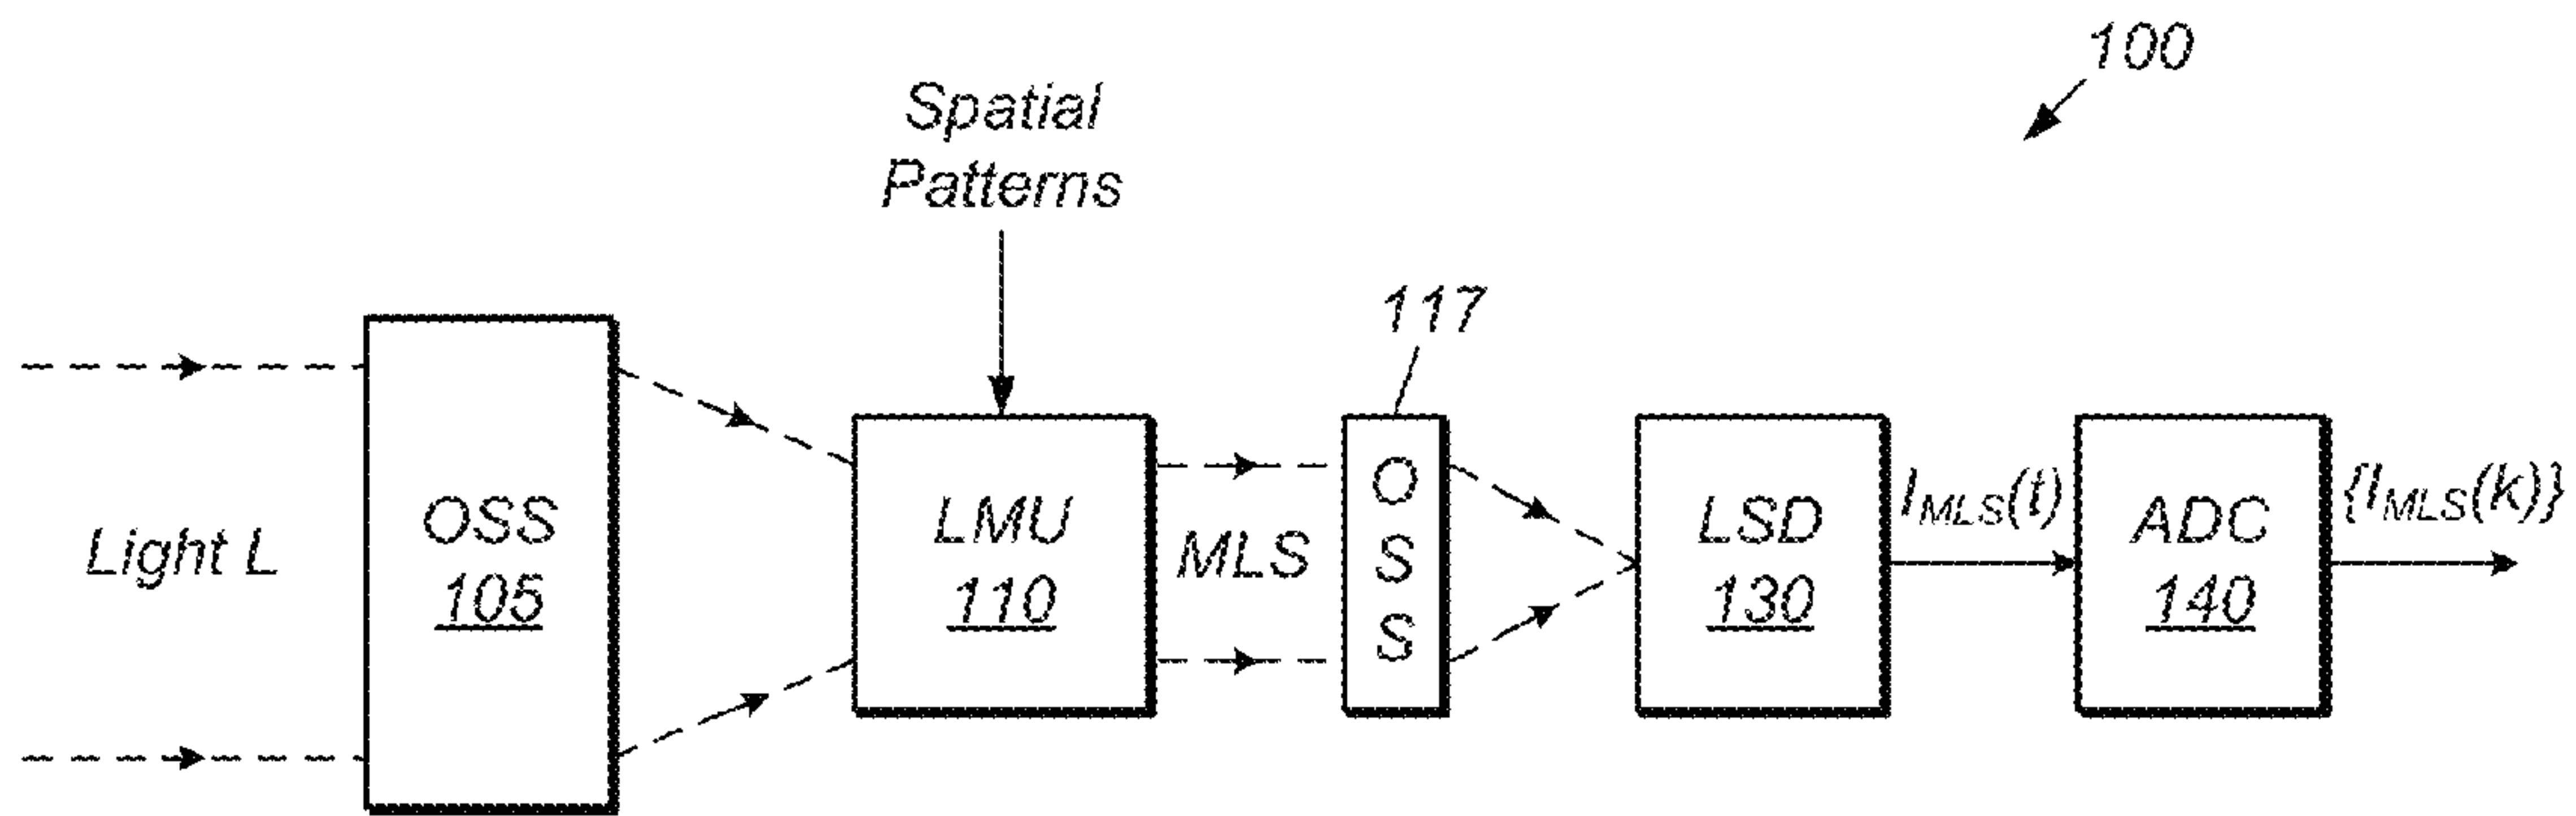 100
Spatial
Patterns
117
Light L
OSS
105
LMU
110
MLS
O
S
S
LSD
130
I_MLS(t)
ADC
140
{I_MLS(k)}